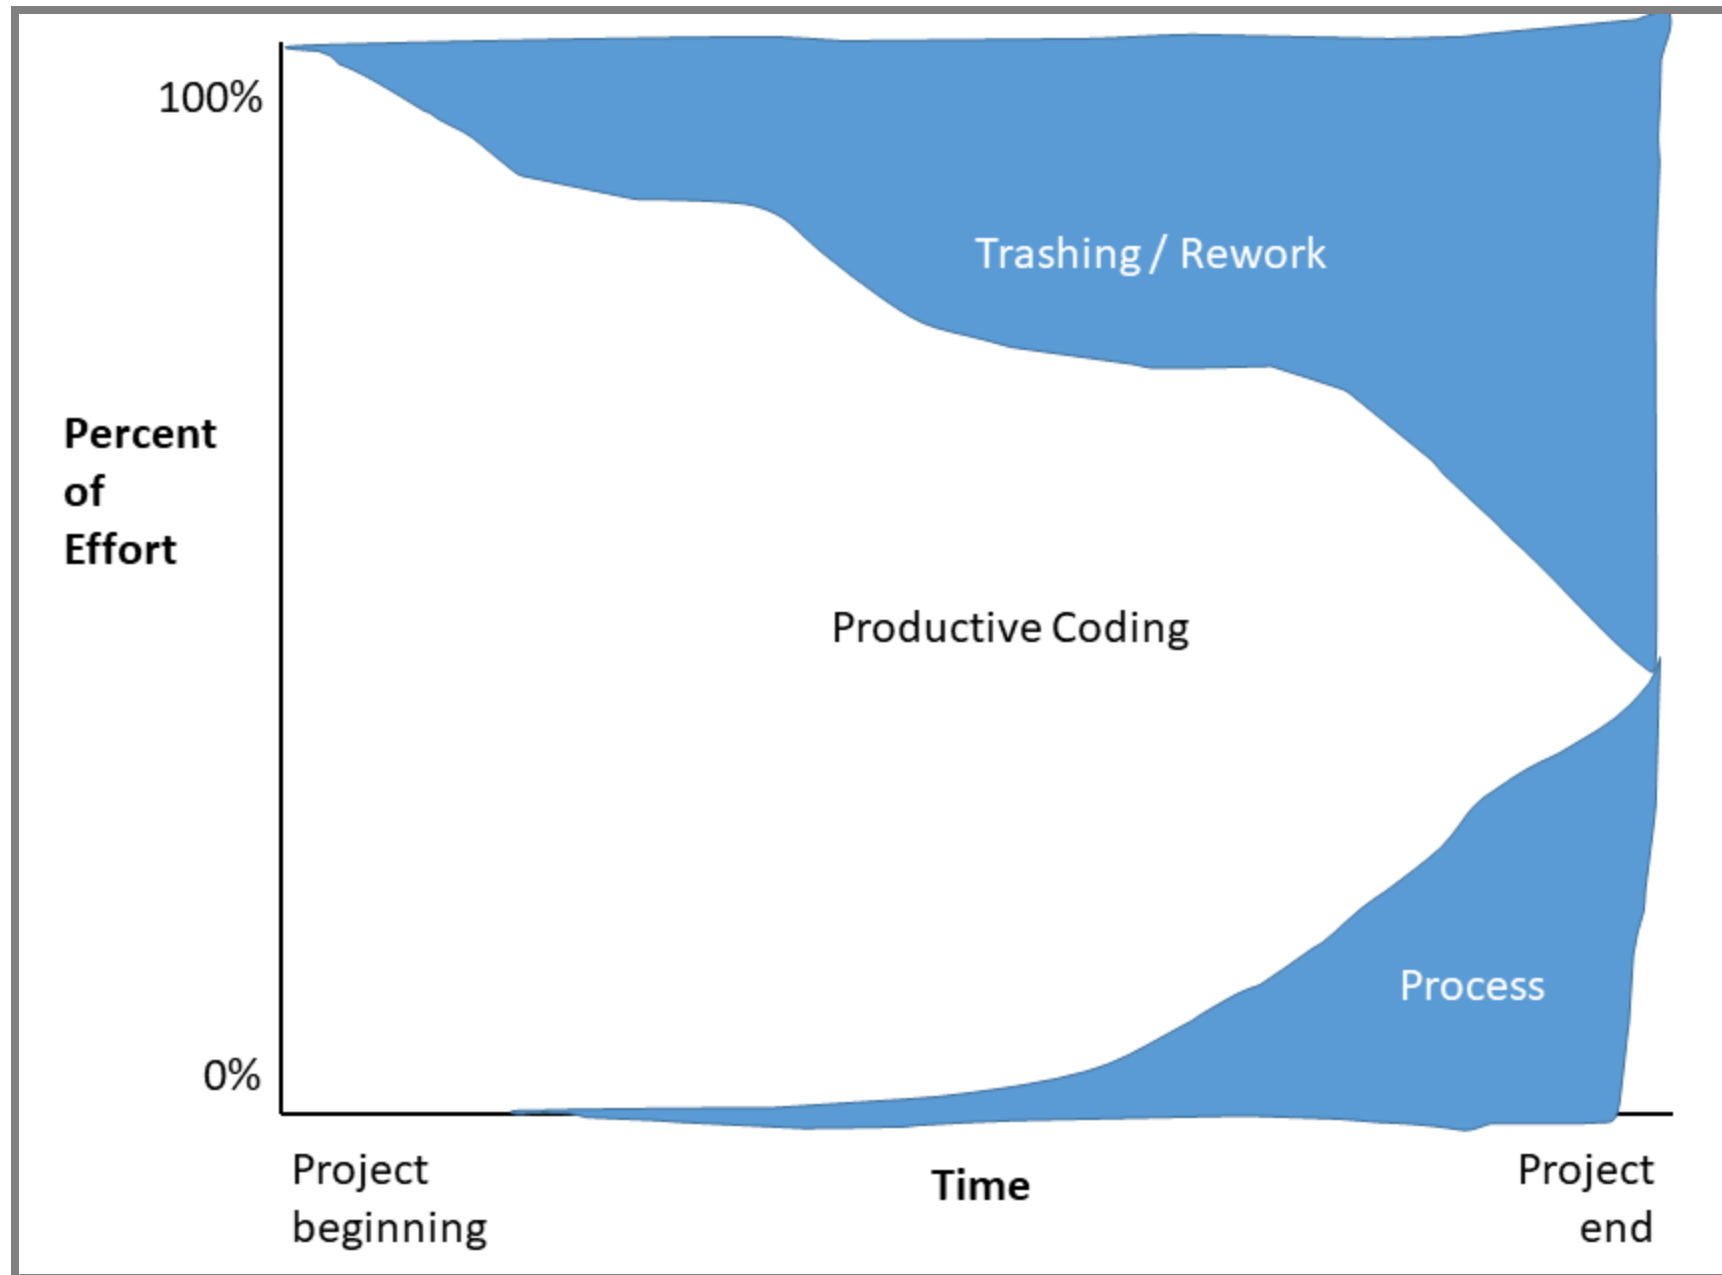 100%
Trashing / Rework
Percent
of
Effort
Productive Coding
Process
0%
Project
beginning
Time
Project
end